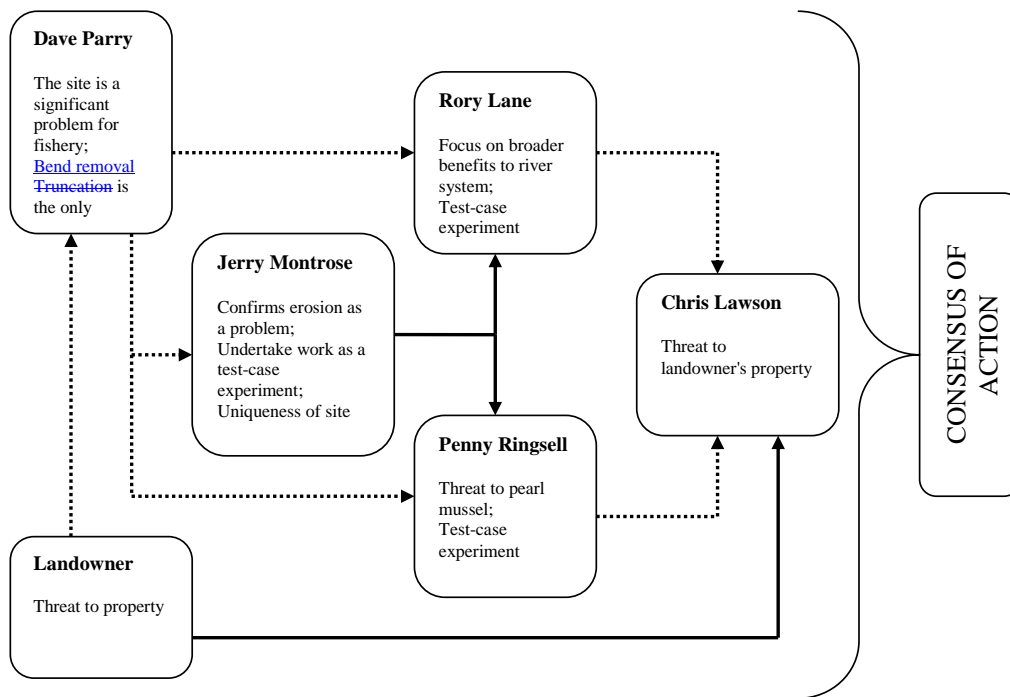 Dave Parry
The site is a
significant
problem for
fishery;
Bend removal
Truncation is
the only
Rory Lane
Focus on broader
benefits to river
system;
Test-case
experiment
Jerry Montrose
Confirms erosion as
a problem;
Undertake work as a
test-case
experiment;
Uniqueness of site
Chris Lawson
Threat to
landowner's property
Penny Ringsell
Threat to pearl
mussel;
Test-case
experiment
Landowner
Threat to property
CONSENSUS OF
ACTION